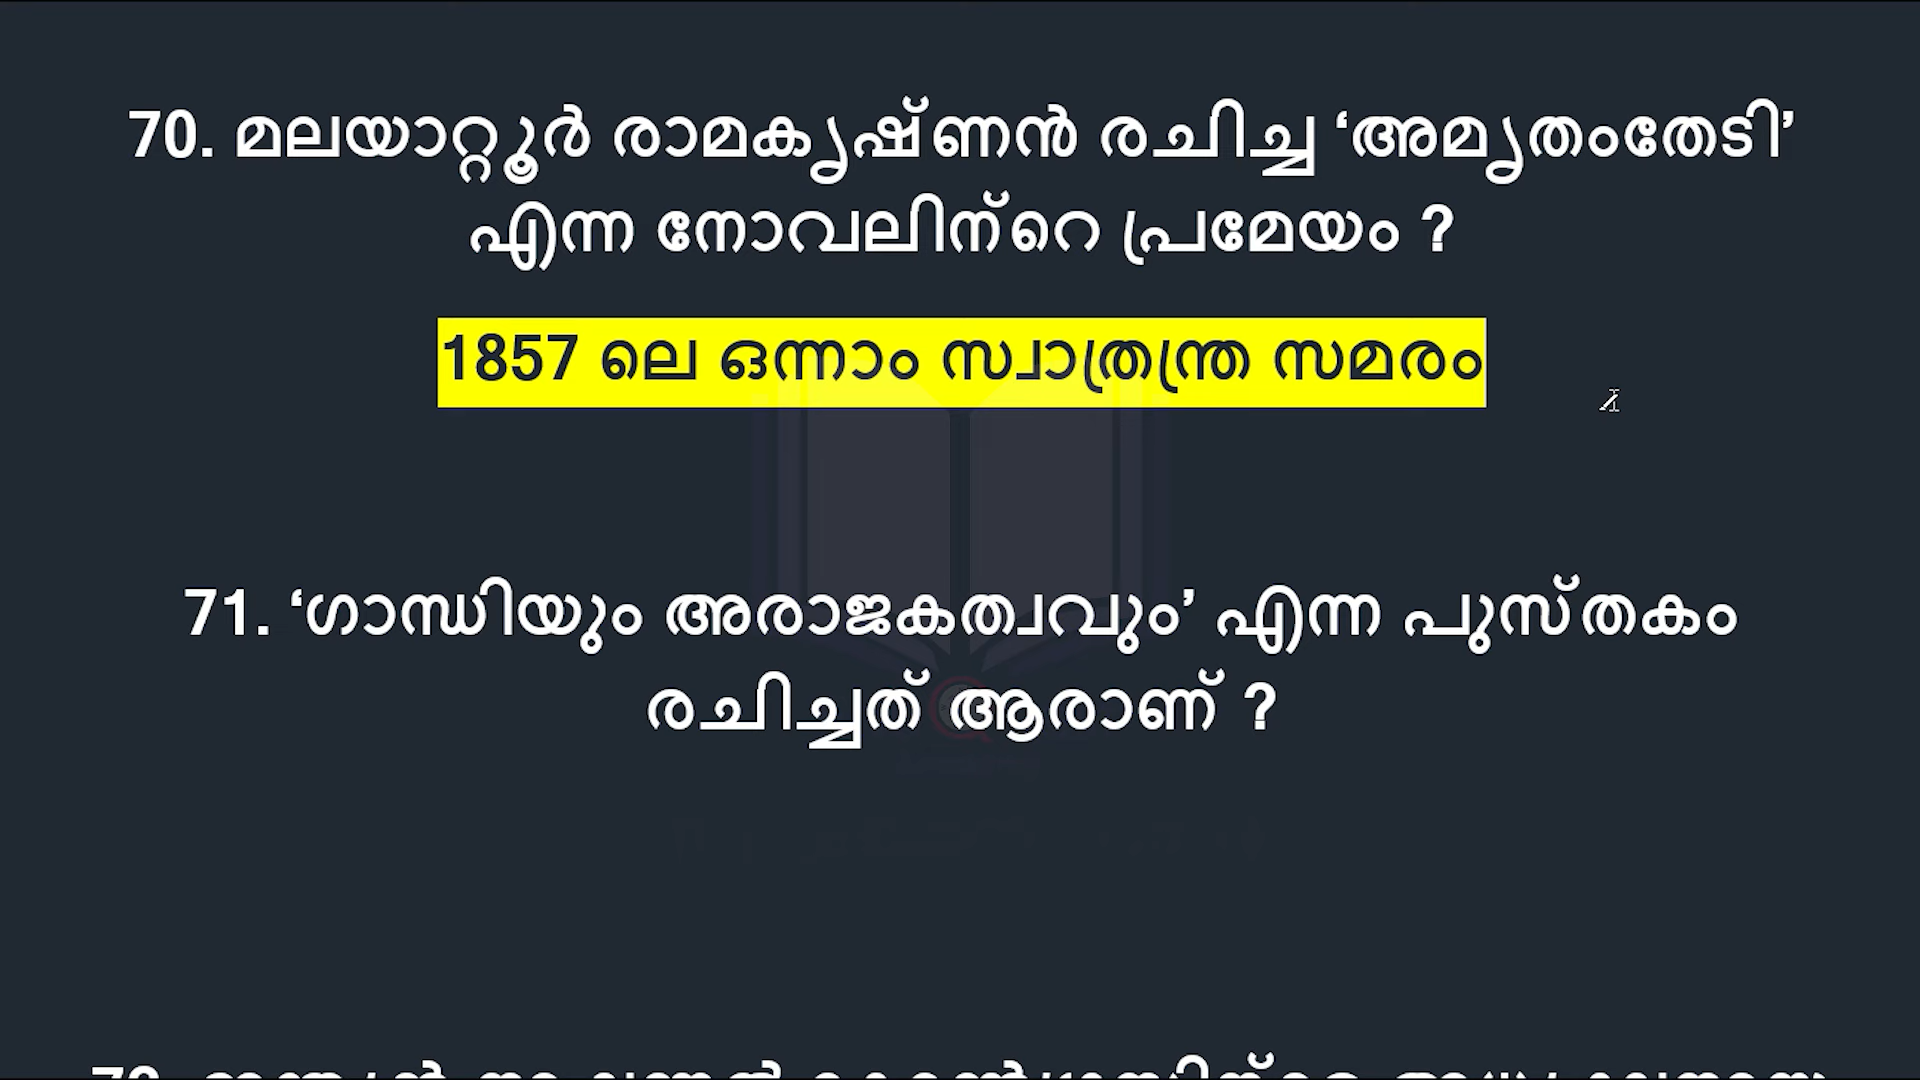 70. മലയാറ്റൂർ രാമകൃഷ്ണൻ രചിച്ച ‘അമൃതംതേടി’
എന്ന നോവലിന്റെ പ്രമേയം ?
1857 ലെ ഒന്നാം സ്വാത്രന്ത്ര സമരം
71. ‘ഗാന്ധിയും അരാജകത്വവും’ എന്ന പുസ്തകം
രചിച്ചത് ആരാണ് ?